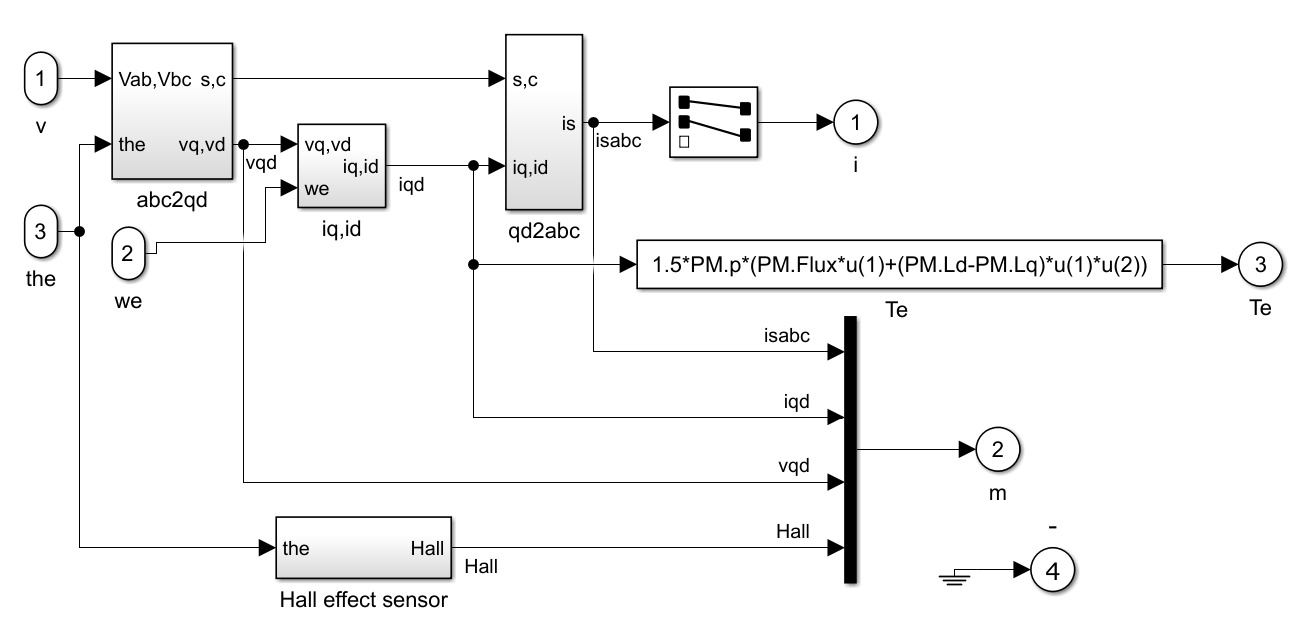 1
v
Vab,Vbc s,c
the vq,vd
abc2qd
vqd
3
the
2
we
vq,vd
iq,id
we
iq,id
iqd
s,c
is
iq,id
qd2abc
isabc
1
i
1.5*PM.p*(PM.Flux*u(1)+(PM.Ld-PM.Lq)*u(1)*u(2))
Te
3
Te
isabc
iqd
vqd
Hall
2
m
the Hall
Hall
Hall effect sensor
-
4